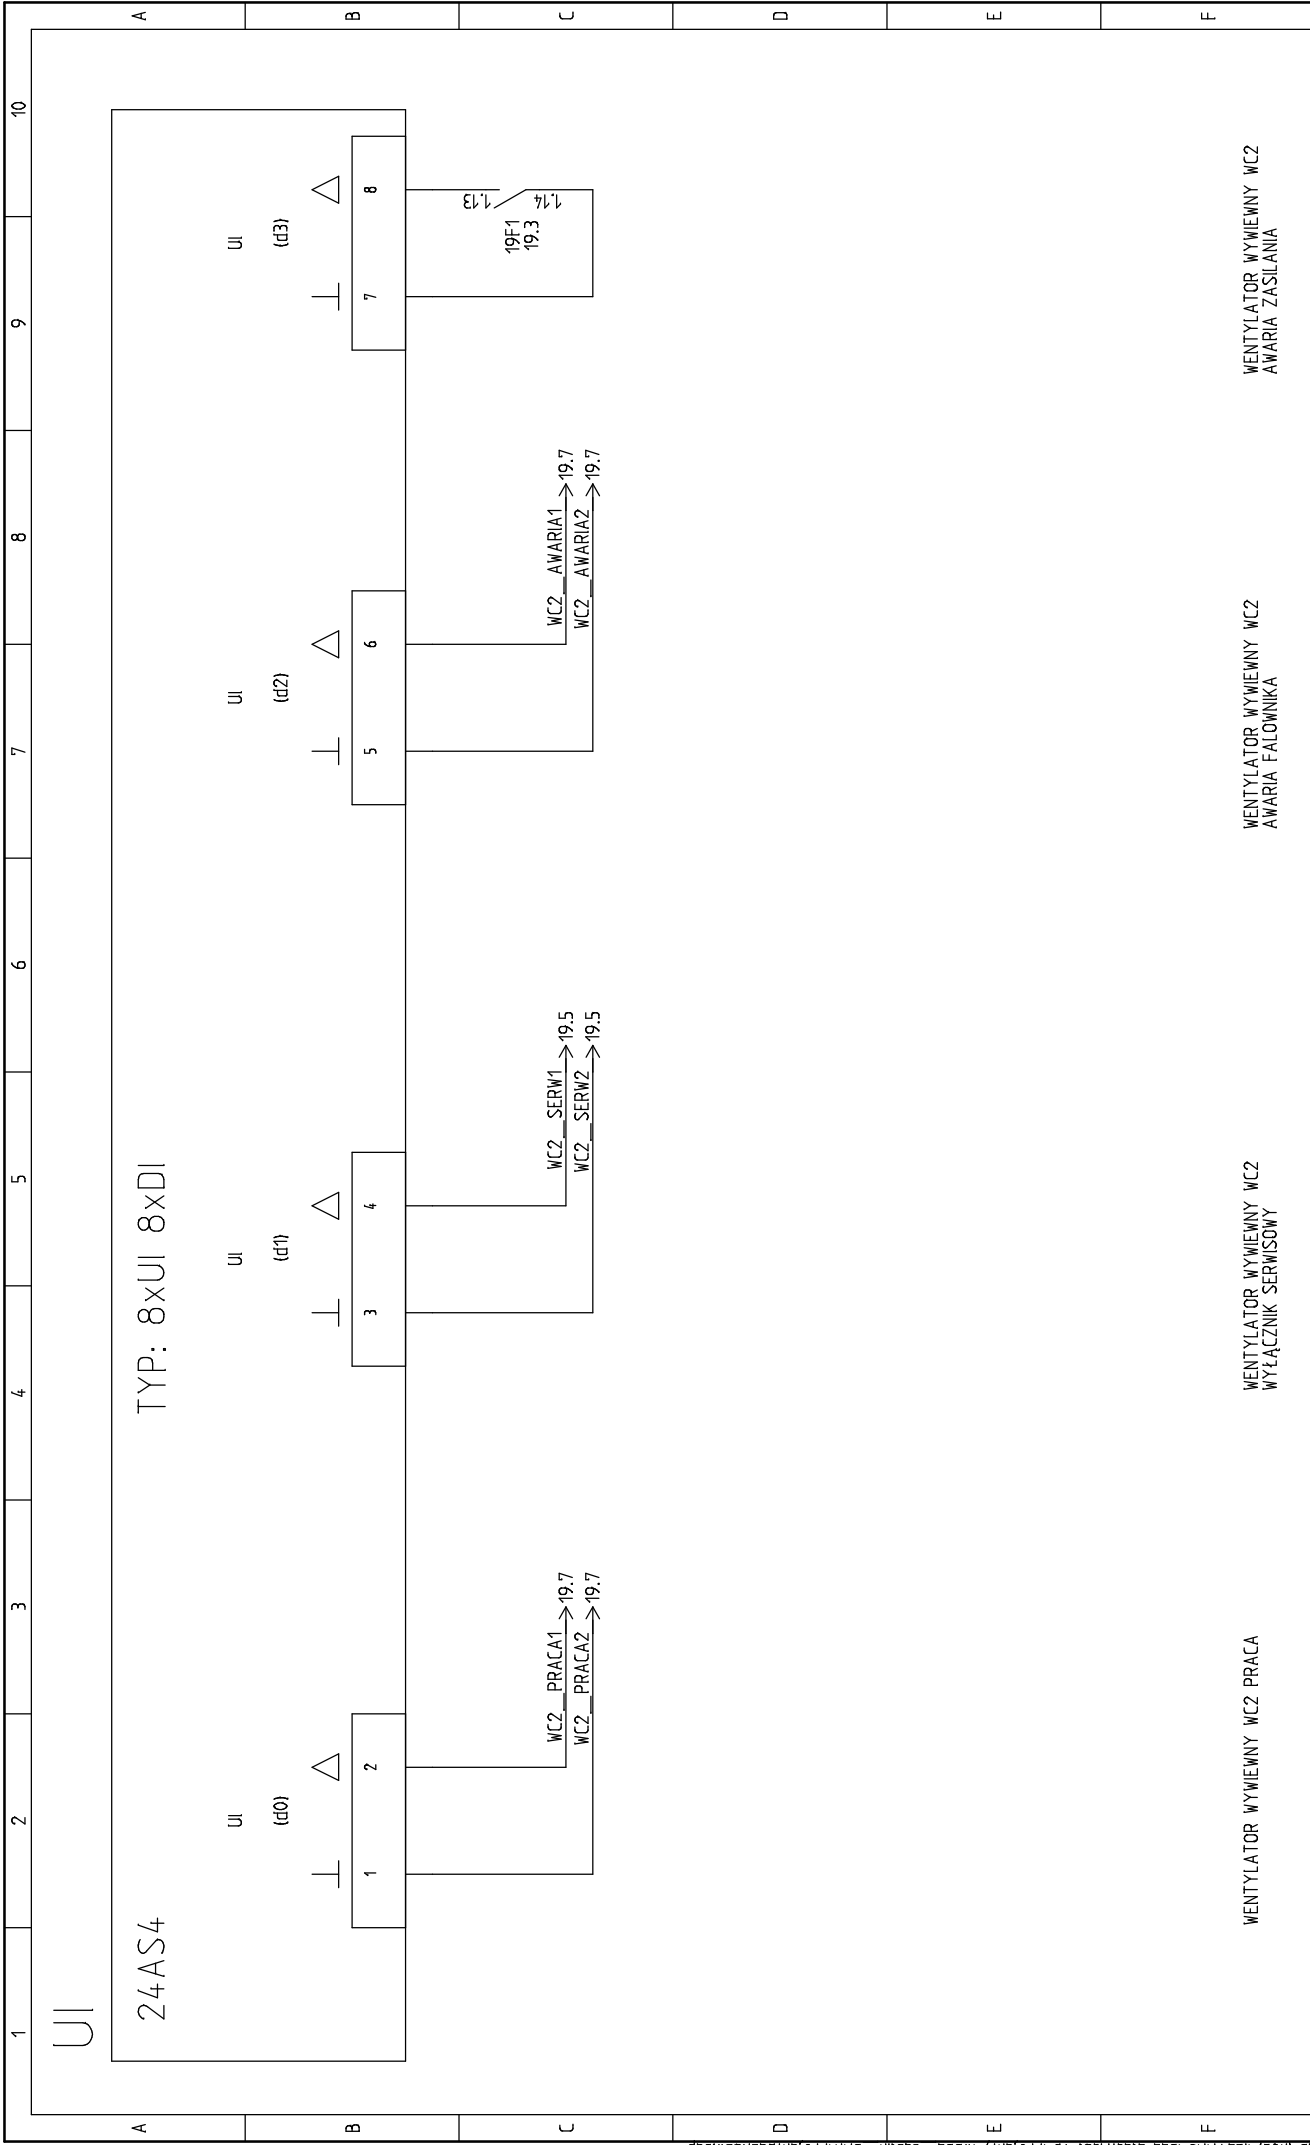 1 2 3 4 5 6 7 8 9 10
UI
A A
24AS4
TYP: 8xUI 8xDI
UI UI UI UI
(d0) (d1) (d2) (d3)
B B
1 2 3 4 5 6 7 8
1.13
19F1
19.3
1.14
C C
WC2_PRACA1 19.7
WC2_PRACA2 19.7
WC2_SERW1 19.5
WC2_SERW2 19.5
WC2_AWARIA1 19.7
WC2_AWARIA2 19.7
D D
E E
F F
WENTYLATOR WYWIEWNY WC2 PRACA
WENTYLATOR WYWIEWNY WC2
WYŁĄCZNIK SERWISOWY
WENTYLATOR WYWIEWNY WC2
AWARIA FALOWNIKA
WENTYLATOR WYWIEWNY WC2
AWARIA ZASILANIA